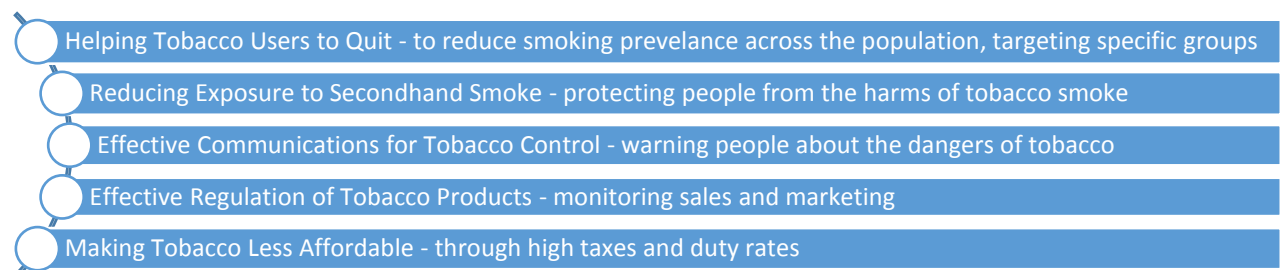 Helping Tobacco Users to Quit - to reduce smoking prevelance across the population, targeting specific groups
Reducing Exposure to Secondhand Smoke - protecting people from the harms of tobacco smoke
Effective Communications for Tobacco Control - warning people about the dangers of tobacco
Effective Regulation of Tobacco Products - monitoring sales and marketing
Making Tobacco Less Affordable - through high taxes and duty rates